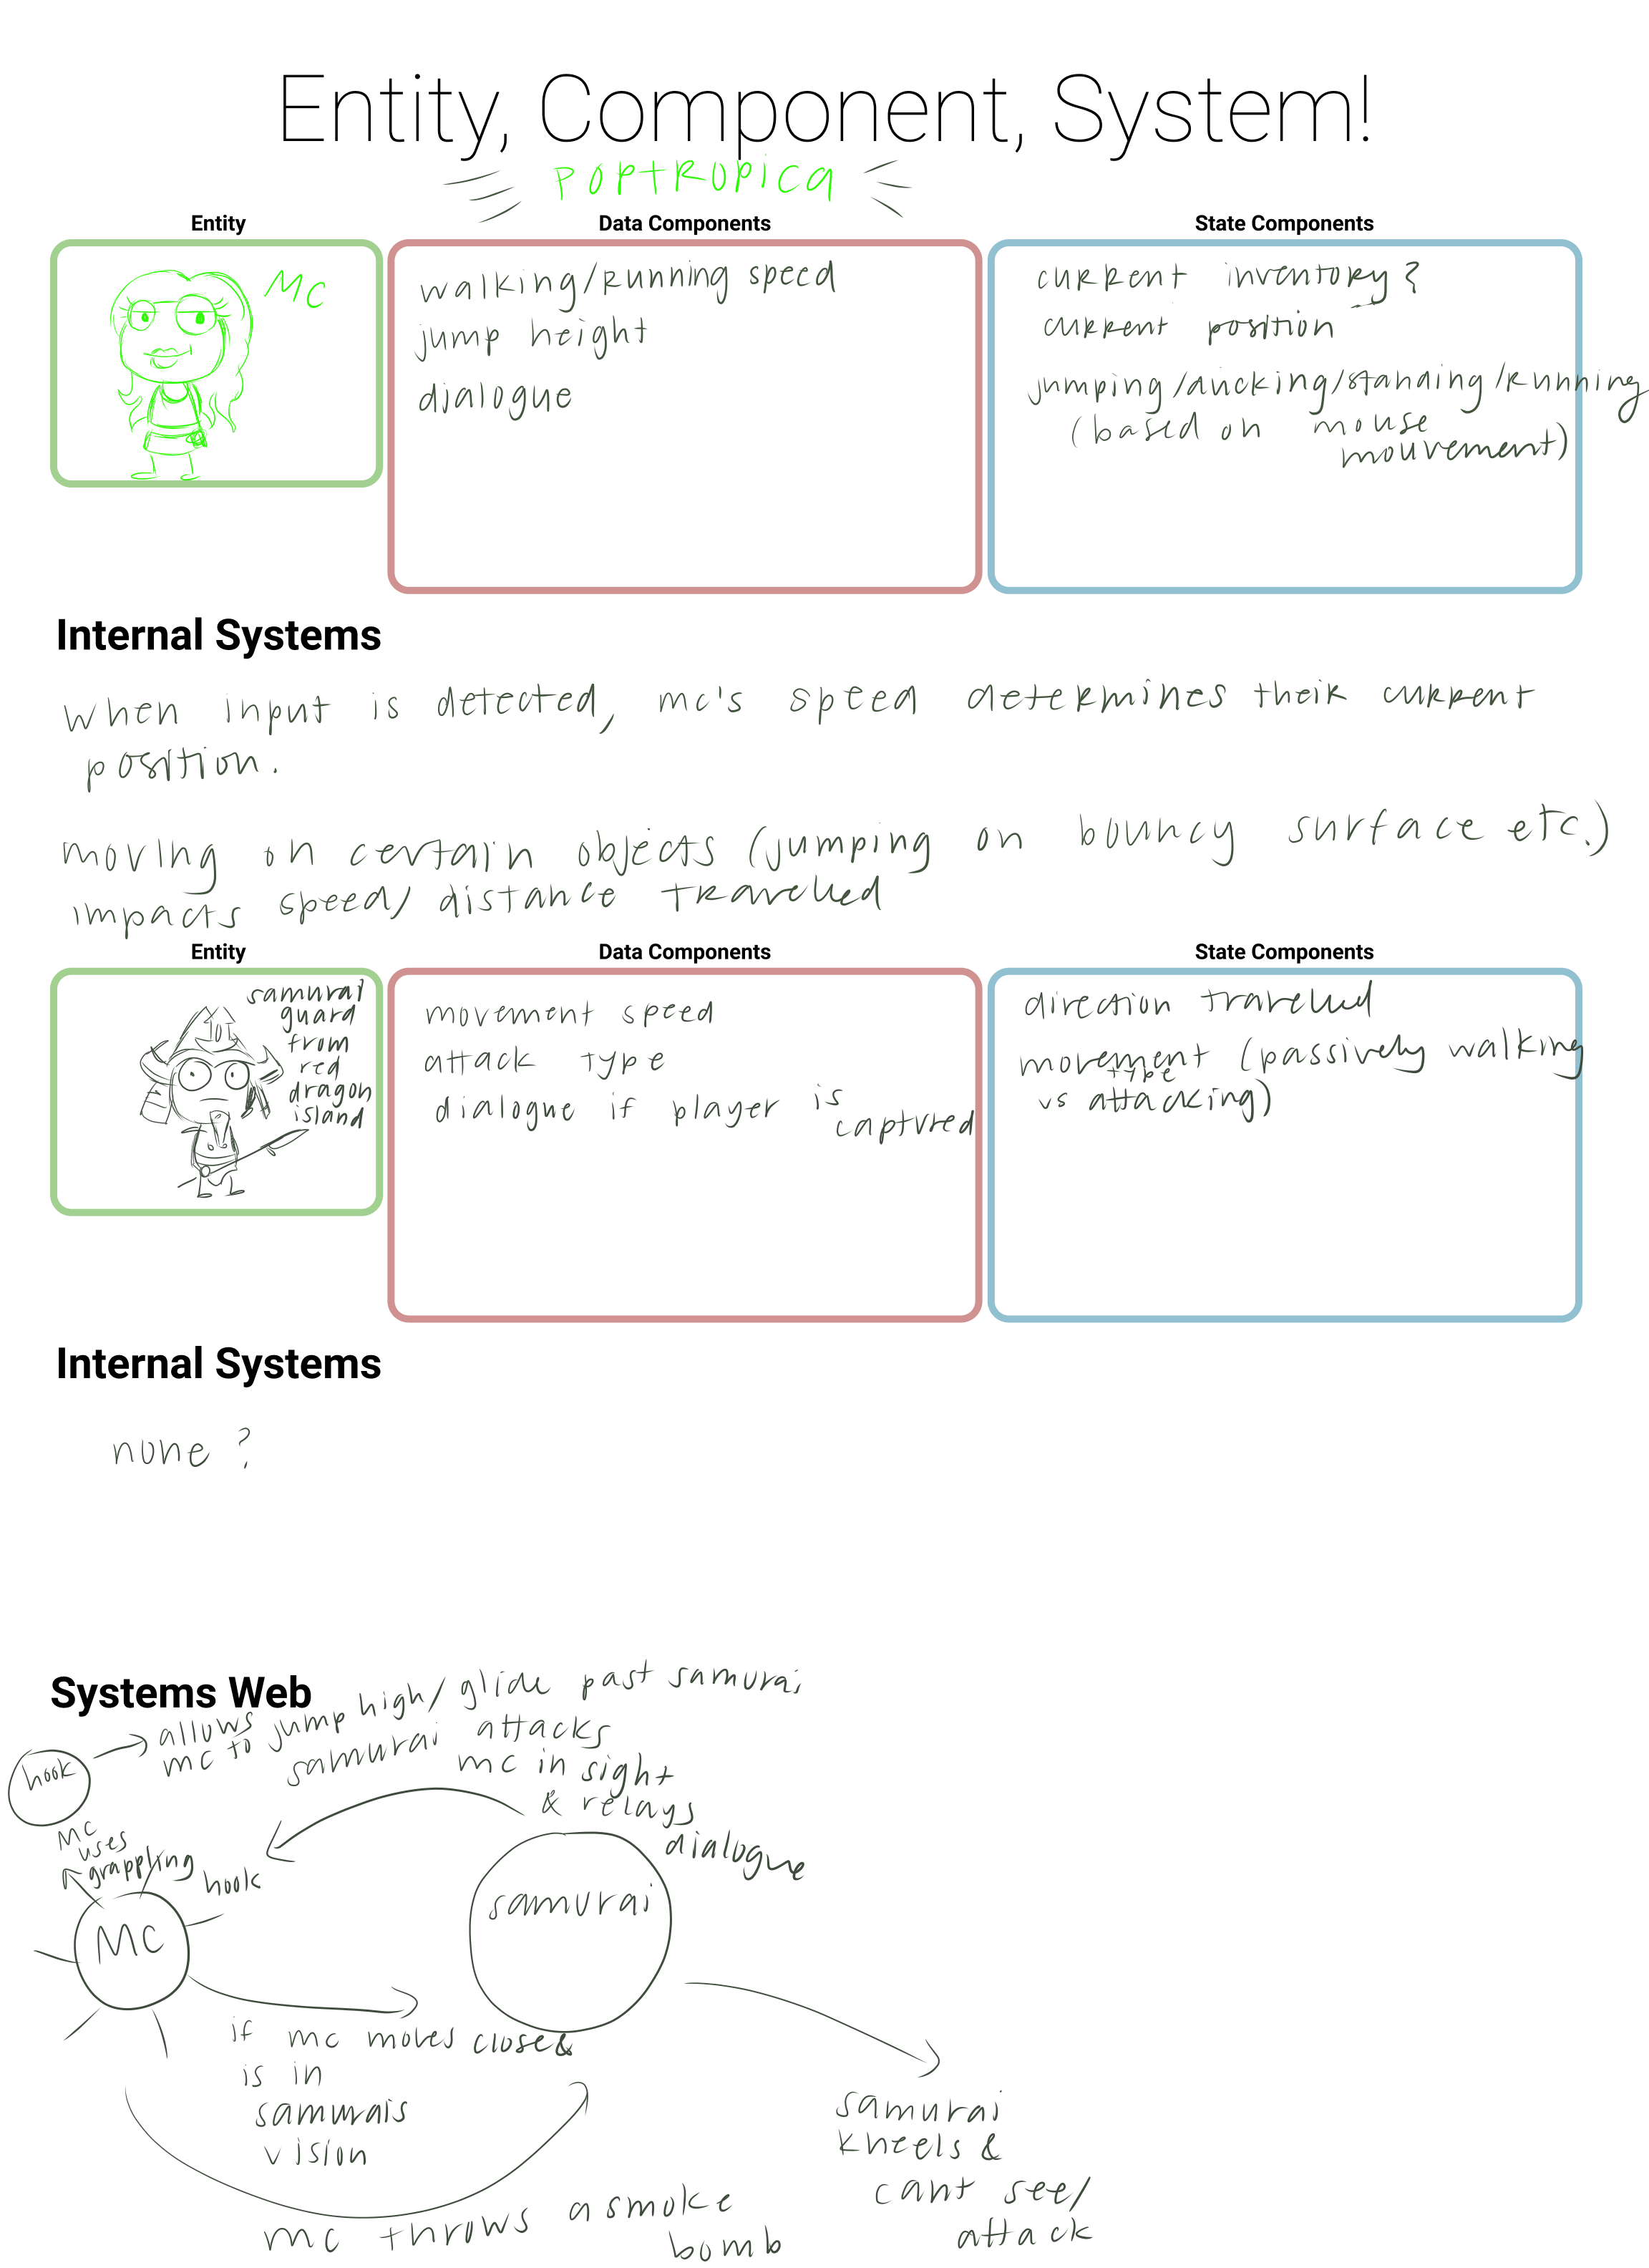 Entity, Component, System!
POPTROPICA
Entity
Data Components
State Components
MC
walking/running speed
jump height
dialogue
current inventory?
current position
jumping/ducking/standing/running
(based on mouse
mouvement)
Internal Systems
when input is detected, mc's speed determines their current
position.
moving on certain objects (jumping on bouncy surface etc.)
impacts speed/distance travelled
Entity
Data Components
State Components
samurai
guard
from
red
dragon
island
movement speed
attack type
dialogue if player is
captured
direction travelled
movement (passively walking
type
vs attacking)
Internal Systems
none ?
Systems Web
hook
allows
mc to jump high/glide past samurai
samurai attacks
mc in sight
& relays
dialogue
MC
uses
grappling
hook
MC
samurai
if mc moves close &
is in
samurais
vision
mc throws a smoke
bomb
samurai
kneels &
cant see/
attack